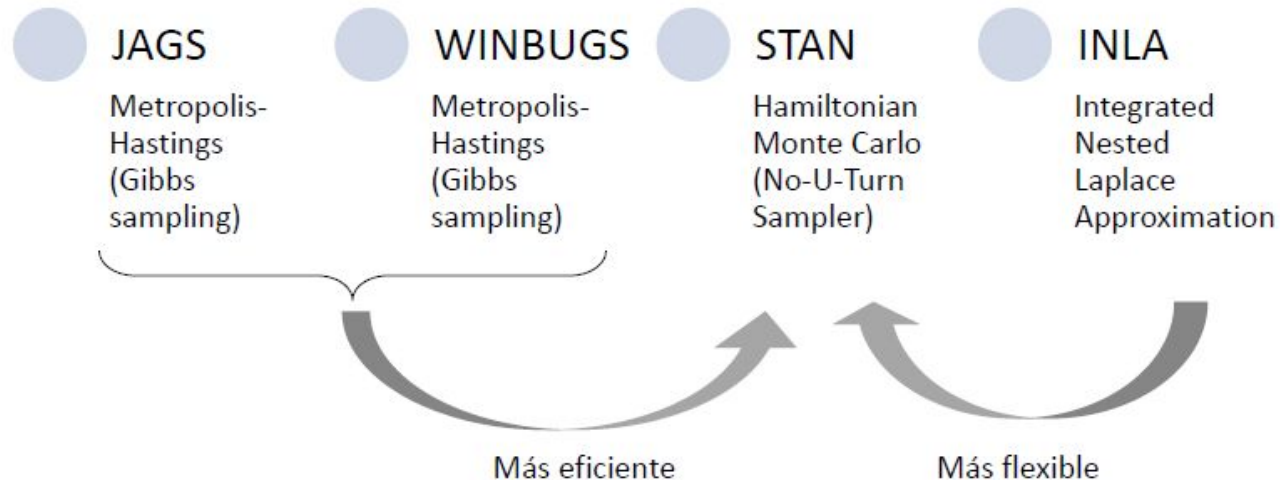 JAGS
Metropolis-
Hastings
(Gibbs
sampling)
WINBUGS
Metropolis-
Hastings
(Gibbs
sampling)
STAN
Hamiltonian
Monte Carlo
(No-U-Turn
Sampler)
INLA
Integrated
Nested
Laplace
Approximation
Más eficiente
Más flexible